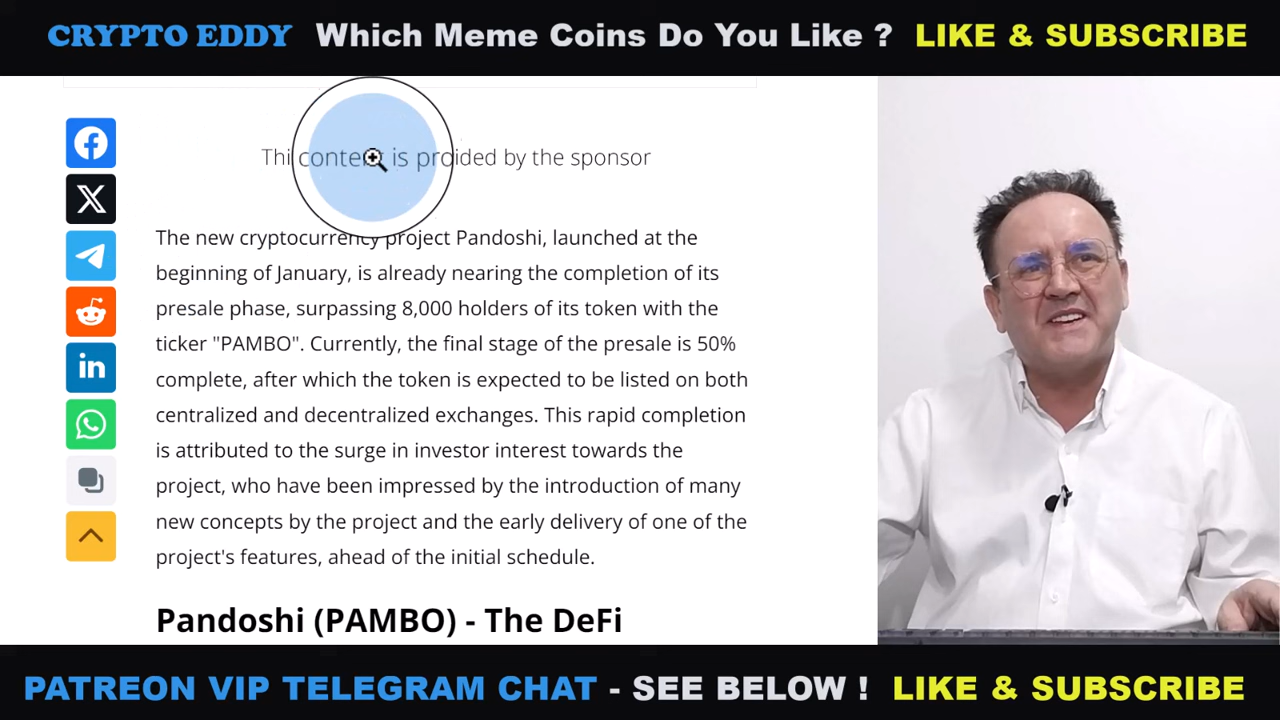 CRYPTO EDDY Which Meme Coins Do You Like ? LIKE & SUBSCRIBE
Thi content is proided by the sponsor
The new cryptocurrency project Pandoshi, launched at the
beginning of January, is already nearing the completion of its
presale phase, surpassing 8,000 holders of its token with the
ticker "PAMBO". Currently, the final stage of the presale is 50%
complete, after which the token is expected to be listed on both
centralized and decentralized exchanges. This rapid completion
is attributed to the surge in investor interest towards the
project, who have been impressed by the introduction of many
new concepts by the project and the early delivery of one of the
project's features, ahead of the initial schedule.
Pandoshi (PAMBO) - The DeFi
PATREON VIP TELEGRAM CHAT - SEE BELOW ! LIKE & SUBSCRIBE